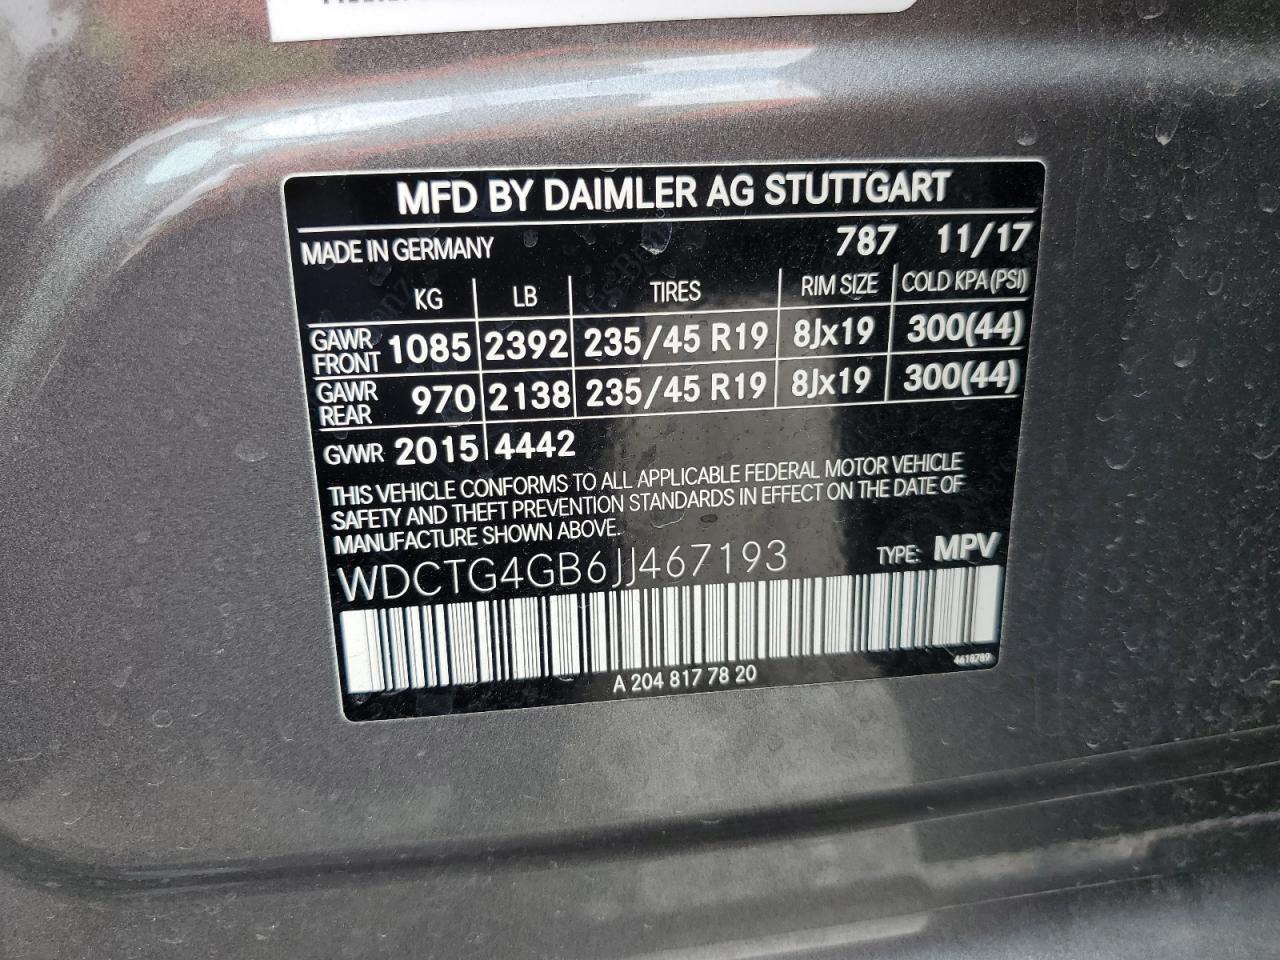 MFD BY DAIMLER AG STUTTGART
MADE IN GERMANY 787 11/17
KG LB TIRES RIM SIZE COLD KPA (PSI)
GAWR FRONT 1085 2392 235/45 R19 8Jx19 300(44)
GAWR REAR 970 2138 235/45 R19 8Jx19 300(44)
GVWR 2015 4442
THIS VEHICLE CONFORMS TO ALL APPLICABLE FEDERAL MOTOR VEHICLE
SAFETY AND THEFT PREVENTION STANDARDS IN EFFECT ON THE DATE OF
MANUFACTURE SHOWN ABOVE.
WDCTG4GB6JJ467193 TYPE: MPV
A 204 817 78 20
4618789